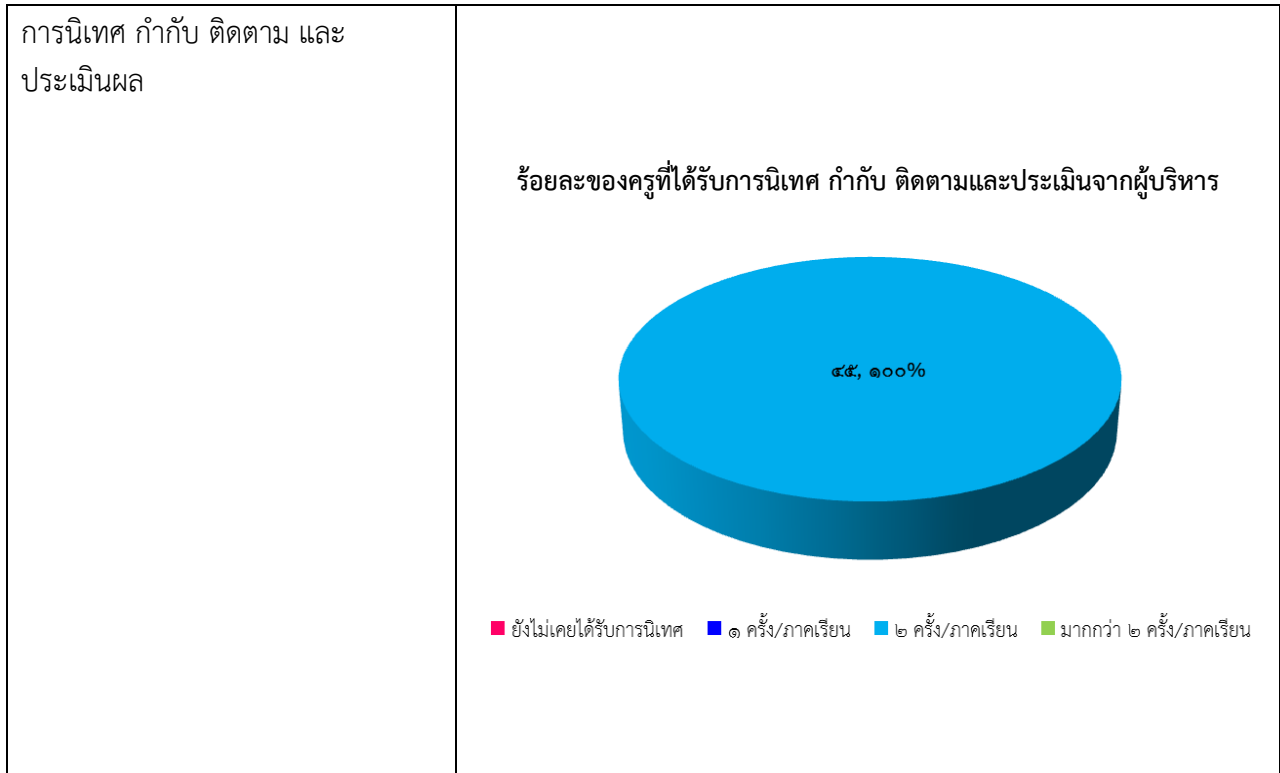 การนิเทศ กำกับ ติดตาม และ
ประเมินผล
ร้อยละของครูที่ได้รับการนิเทศ กำกับ ติดตามและประเมินจากผู้บริหาร
๔๕, ๑๐๐%
ยังไม่เคยได้รับการนิเทศ ๑ ครั้ง/ภาคเรียน ๒ ครั้ง/ภาคเรียน มากกว่า ๒ ครั้ง/ภาคเรียน